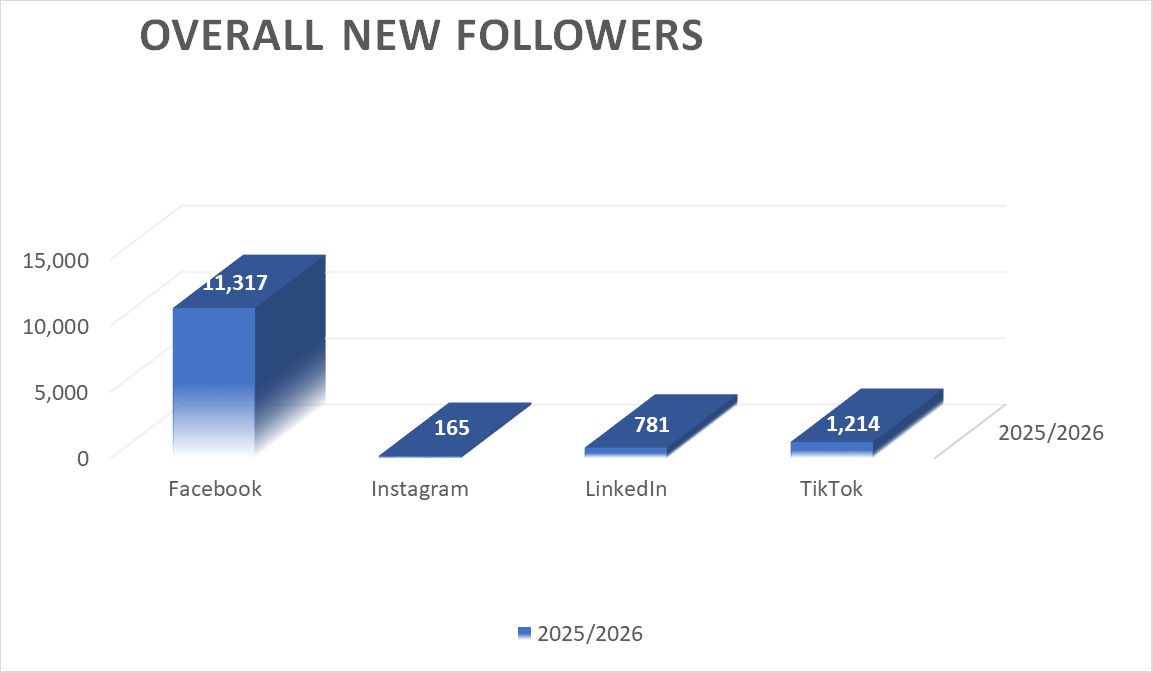 OVERALL NEW FOLLOWERS
15,000
10,000
5,000
0
11,317
165
781
1,214
2025/2026
Facebook
Instagram
LinkedIn
TikTok
2025/2026